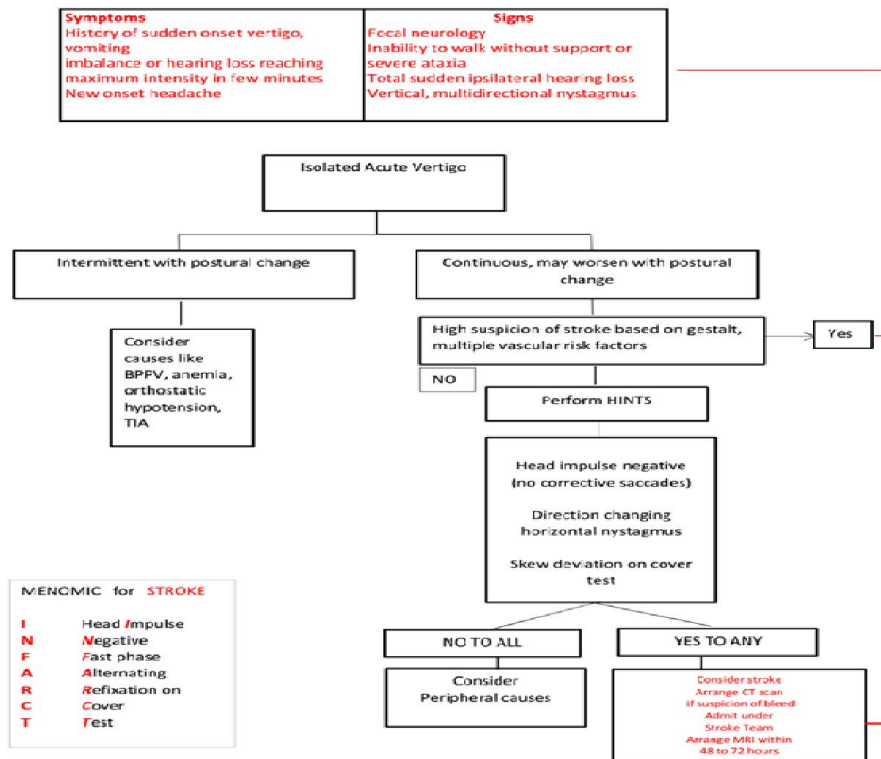 Symptoms
History of sudden onset vertigo,
vomiting
imbalance or hearing loss reaching
maximum intensity in few minutes
New onset headache
Signs
Focal neurology
Inability to walk without support or
severe ataxia
Total sudden ipsilateral hearing loss
Vertical, multidirectional nystagmus
Isolated Acute Vertigo
Intermittent with postural change
Continuous, may worsen with postural
change
Consider
causes like
BPPV, anemia,
orthostatic
hypotension,
TIA
High suspicion of stroke based on gestalt,
multiple vascular risk factors
Yes
NO
Perform HINTS
Head impulse negative
(no corrective saccades)
Direction changing
horizontal nystagmus
Skew deviation on cover
test
NO TO ALL
YES TO ANY
Consider
Peripheral causes
Consider stroke
Arrange CT scan
if suspicion of bleed
Admit under
Stroke Team
Arrange MRI within
48 to 72 hours
MENOMIC for STROKE
I Head Impulse
N Negative
F Fast phase
A Alternating
R Refixation on
C Cover
T Test